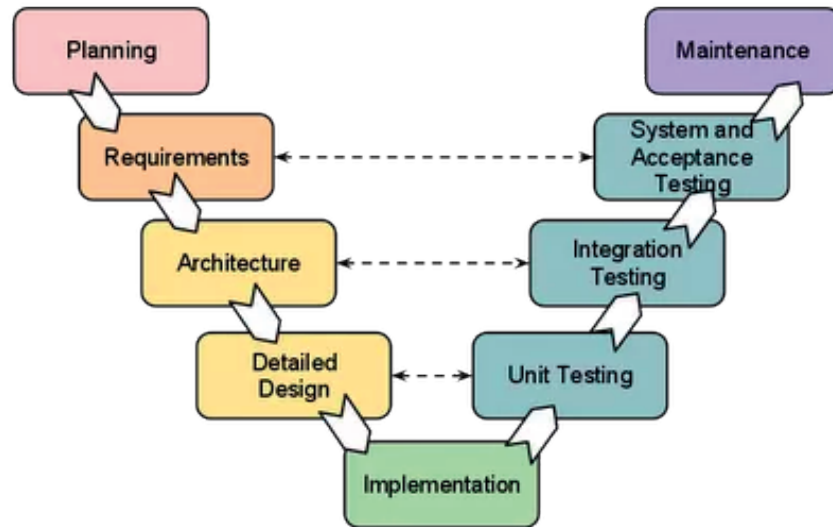 Planning
Maintenance
Requirements
System and
Acceptance
Testing
Architecture
Integration
Testing
Detailed
Design
Unit Testing
Implementation